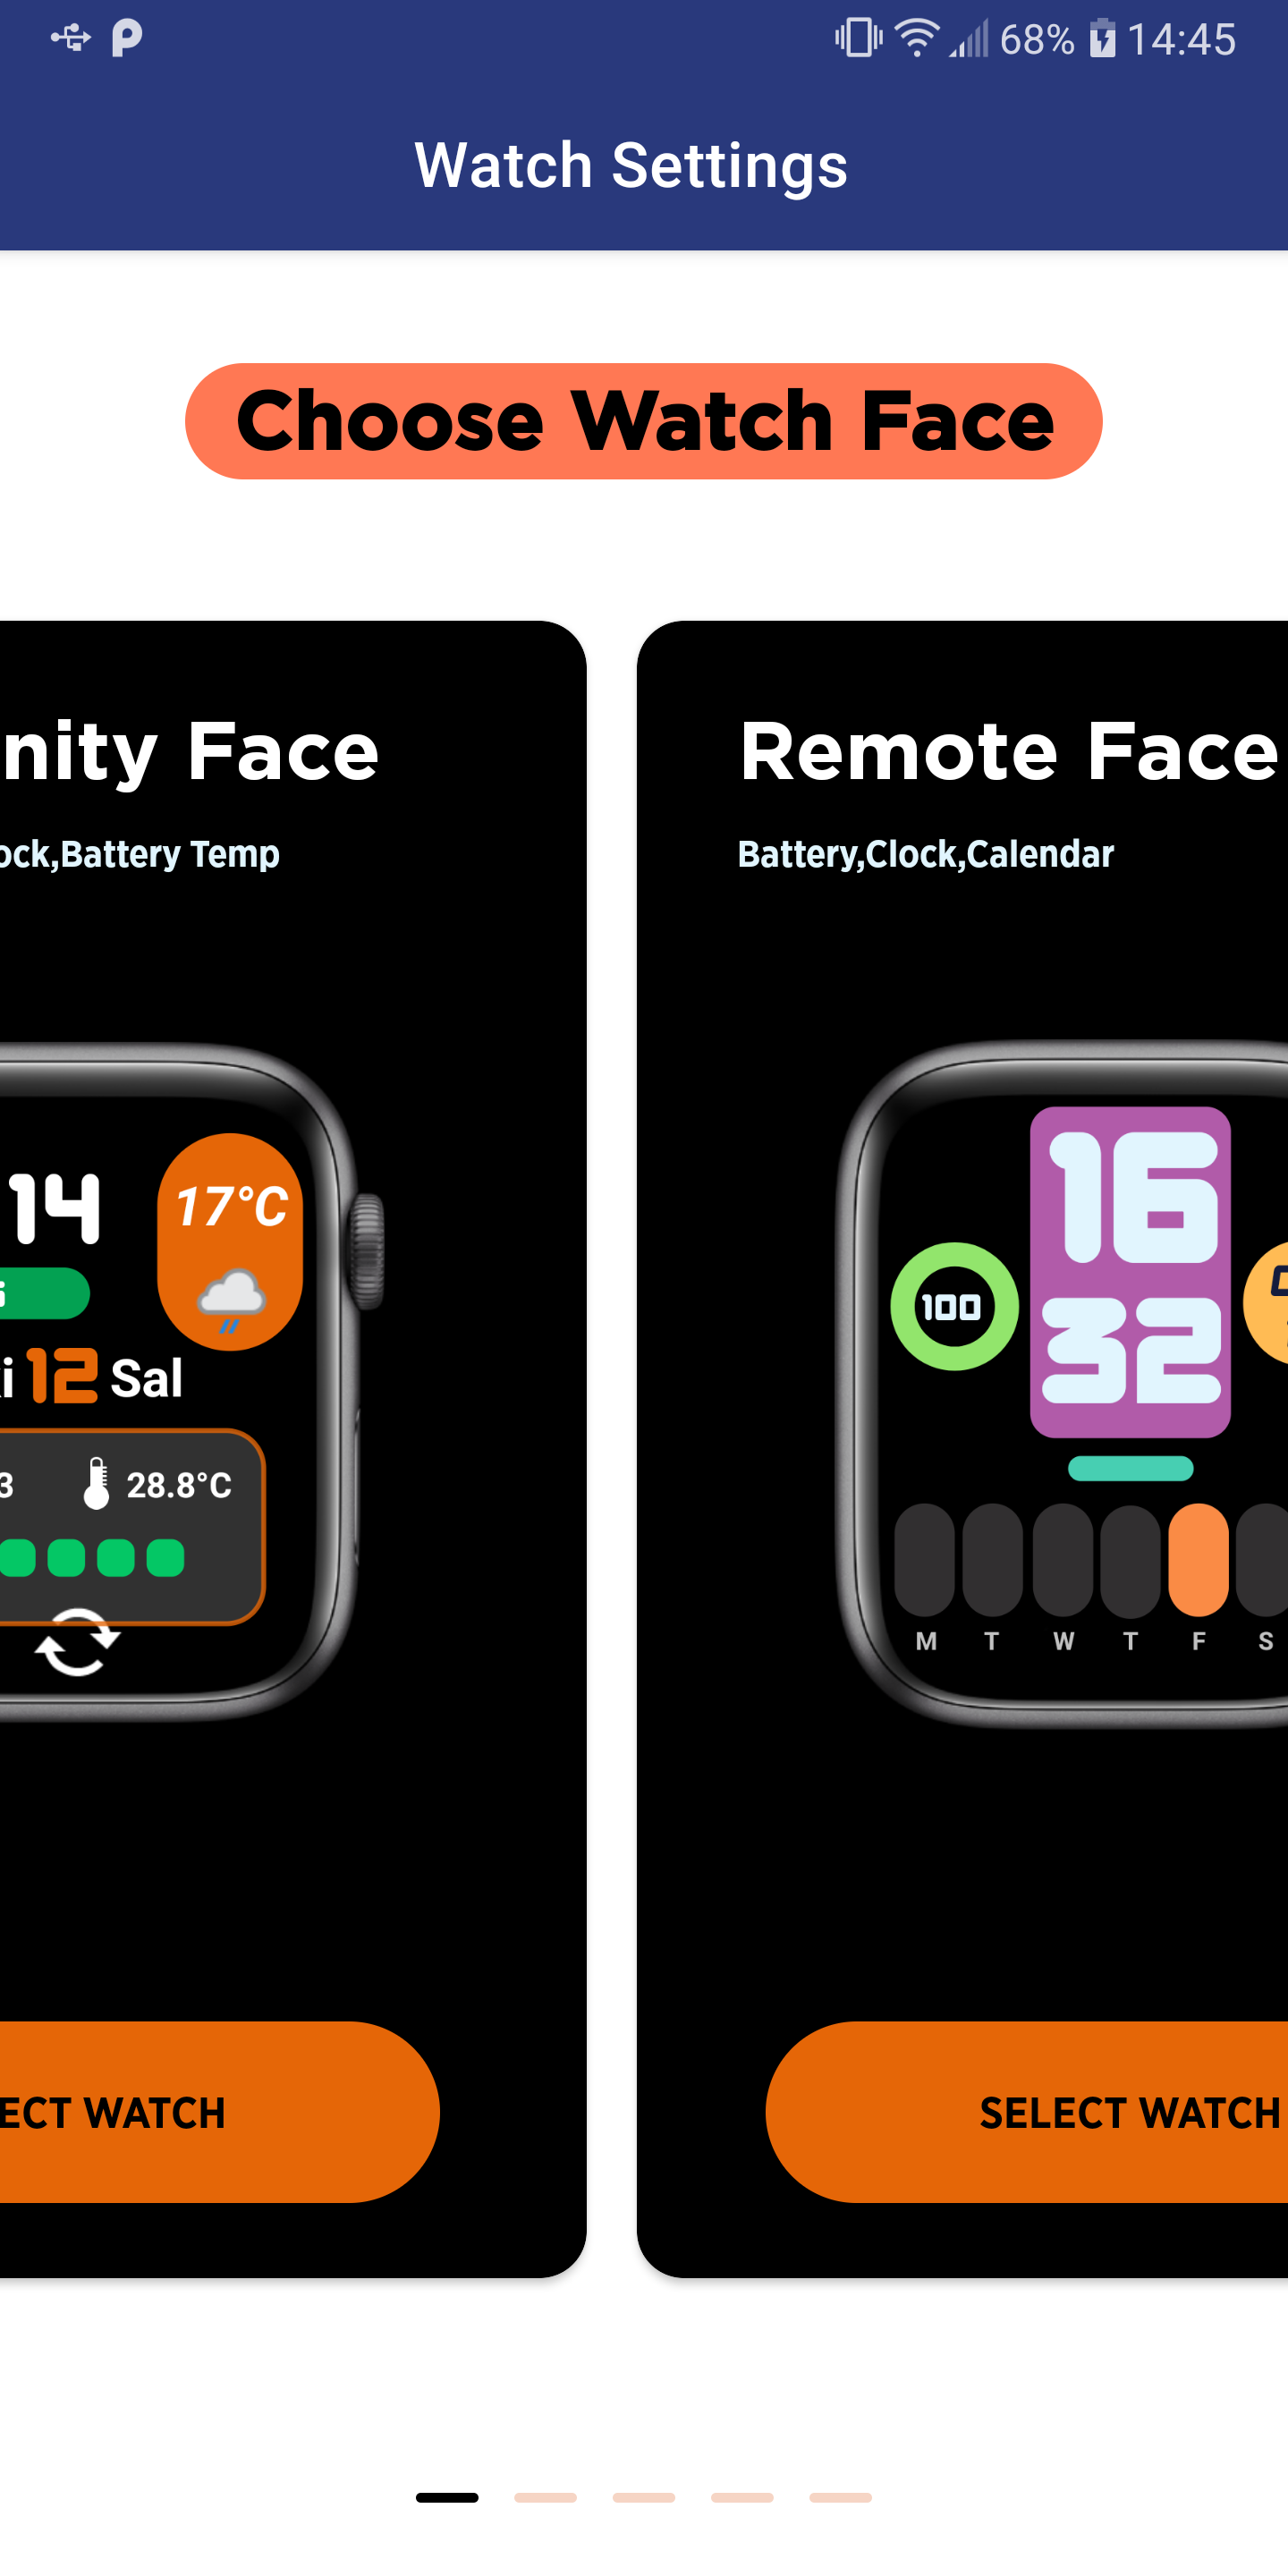 68% 14:45
Watch Settings
Choose Watch Face
nity Face
ock,Battery Temp
14
17°C
i 12 Sal
3 28.8°C
ECT WATCH
Remote Face
Battery,Clock,Calendar
16
32
100
M T W T F S
SELECT WATCH